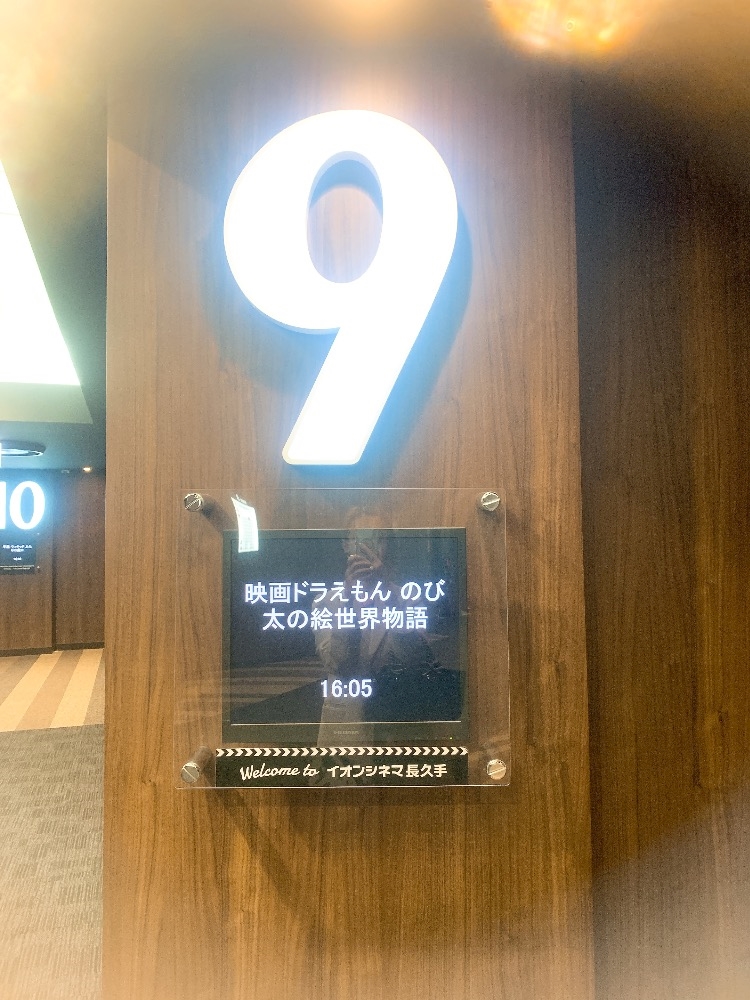 9
映画ドラえもん のび
太の絵世界物語
16:05
Welcome to イオンシネマ長久手
10